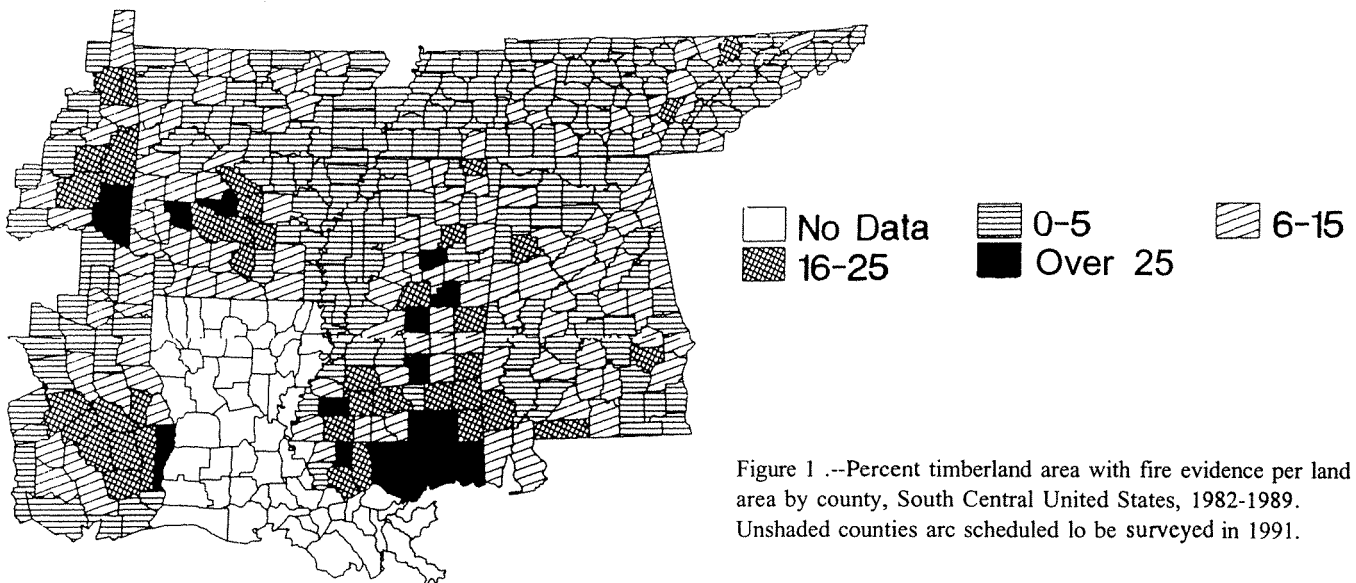 No Data
0-5
6-15
16-25
Over 25
Figure 1 .--Percent timberland area with fire evidence per land
area by county, South Central United States, 1982-1989.
Unshaded counties arc scheduled lo be surveyed in 1991.